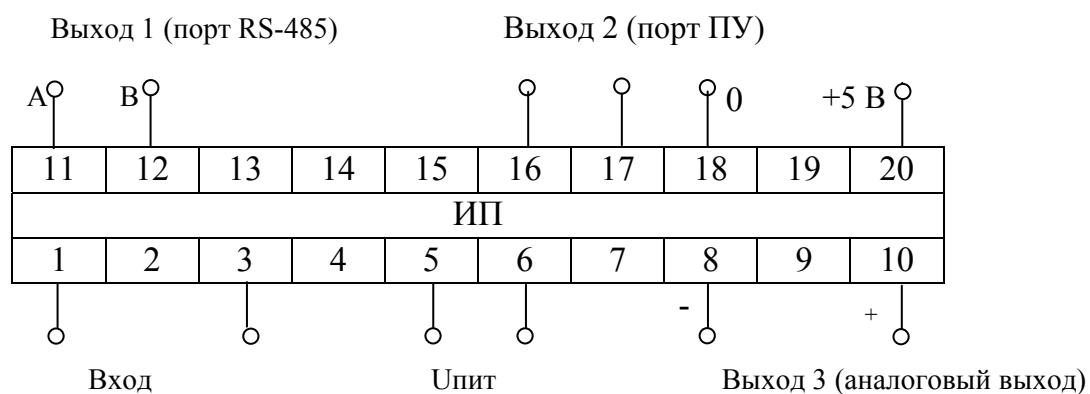 Выход 1 (порт RS-485) Выход 2 (порт ПУ)
А В 0 +5 В
11 12 13 14 15 16 17 18 19 20
ИП
1 2 3 4 5 6 7 8 9 10
- +
Вход Uпит Выход 3 (аналоговый выход)